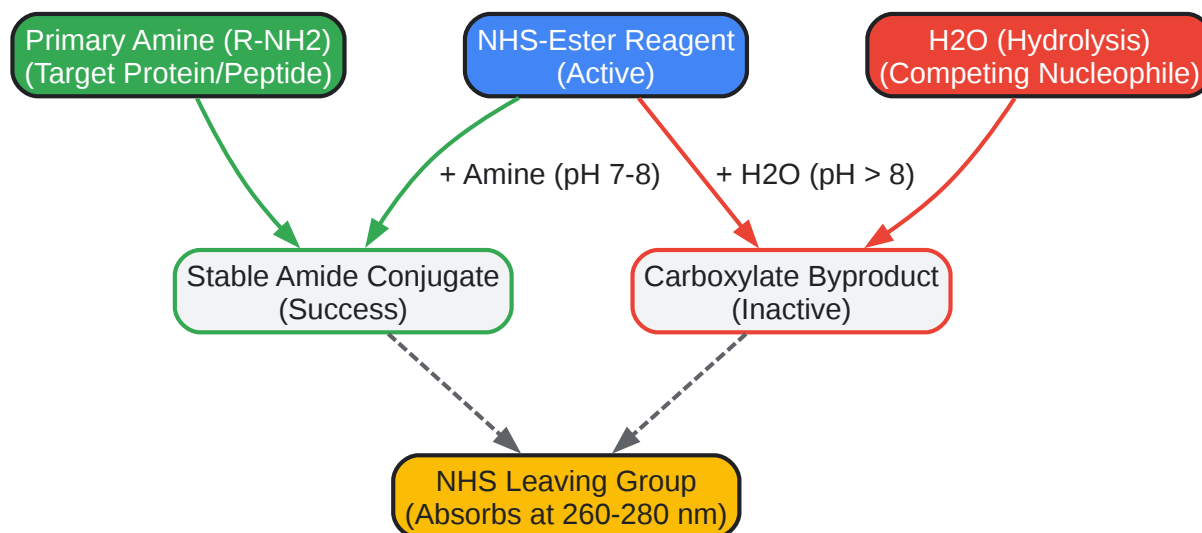 Primary Amine (R-NH2)
(Target Protein/Peptide)
NHS-Ester Reagent
(Active)
H2O (Hydrolysis)
(Competing Nucleophile)
+ Amine (pH 7-8)
+ H2O (pH > 8)
Stable Amide Conjugate
(Success)
Carboxylate Byproduct
(Inactive)
NHS Leaving Group
(Absorbs at 260-280 nm)